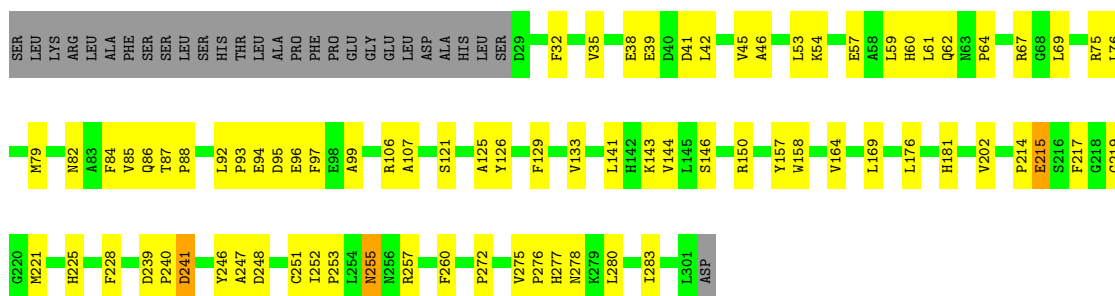 SER LEU LYS ARG LEU ALA PHE SER SER LEU SER HIS THR LEU ALA PRO PHE PRO GLU GLY GLU LEU ASP ALA HIS LEU SER D29 F32 V35 E38 E39 D40 D41 L42 V45 A46 L53 K54 E57 A58 L59 H60 L61 Q62 N63 P64 R67 G68 L69 R75 L76
M79 N82 A83 F84 V85 Q86 T87 P88 L92 P93 E94 D95 E96 F97 E98 A99 R106 A107 S121 A125 Y126 F129 V133 L141 H142 K143 V144 L145 S146 R150 Y157 W158 V164 L169 L176 H181 V202 P214 E215 S216 F217 G218 G219
G220 M221 H225 F228 D239 P240 D241 Y246 A247 D248 C251 I252 P253 L254 N255 N256 R257 F260 P272 V275 P276 H277 N278 K279 L280 I283 L301 ASP